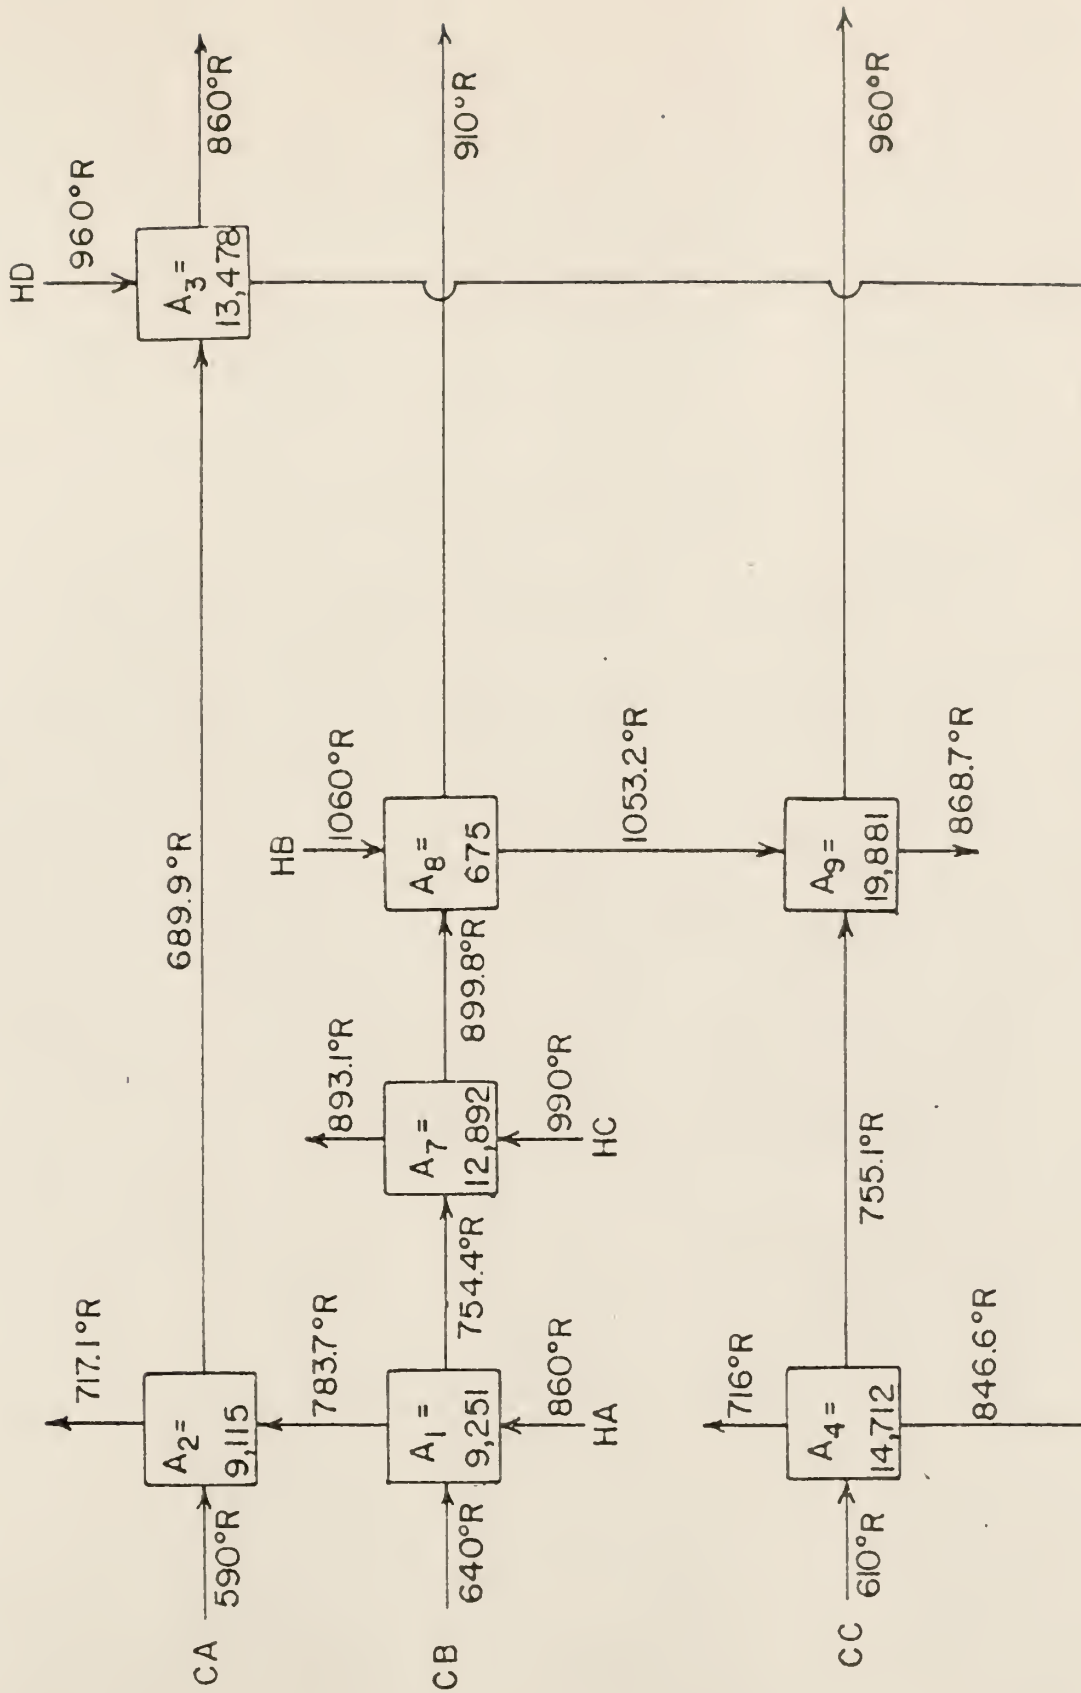 HD
960°R
860°R
A₃=
13,478
689.9°R
717.1°R
A₂=
9,115
CA
590°R
783.7°R
HB
1060°R
910°R
893.1°R
A₈=
675
899.8°R
A₇=
12,892
754.4°R
A₁=
9,251
CB
640°R
860°R
HA
990°R
HC
1053.2°R
960°R
716°R
A₉=
19,881
755.1°R
A₄=
14,712
CC
610°R
846.6°R
868.7°R